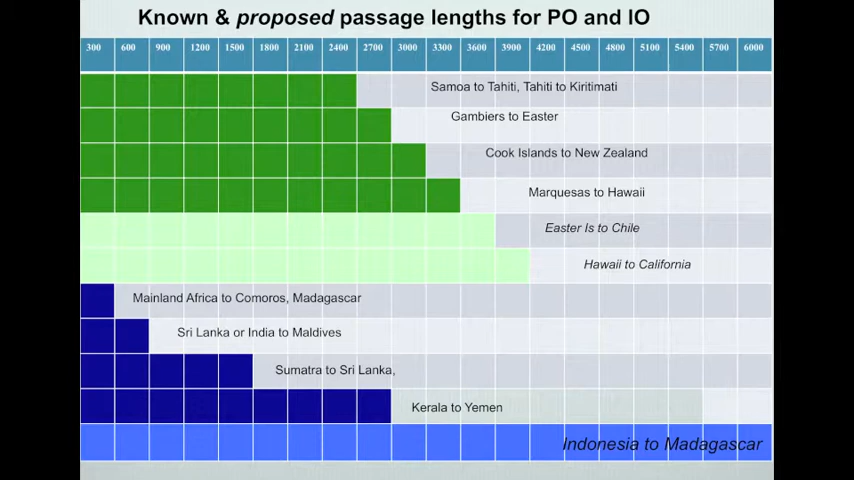 Known & proposed passage lengths for PO and IO
300 600 900 1200 1500 1800 2100 2400 2700 3000 3300 3600 3900 4200 4500 4800 5100 5400 5700 6000
Samoa to Tahiti, Tahiti to Kiritimati
Gambiers to Easter
Cook Islands to New Zealand
Marquesas to Hawaii
Easter Is to Chile
Hawaii to California
Mainland Africa to Comoros, Madagascar
Sri Lanka or India to Maldives
Sumatra to Sri Lanka,
Kerala to Yemen
Indonesia to Madagascar